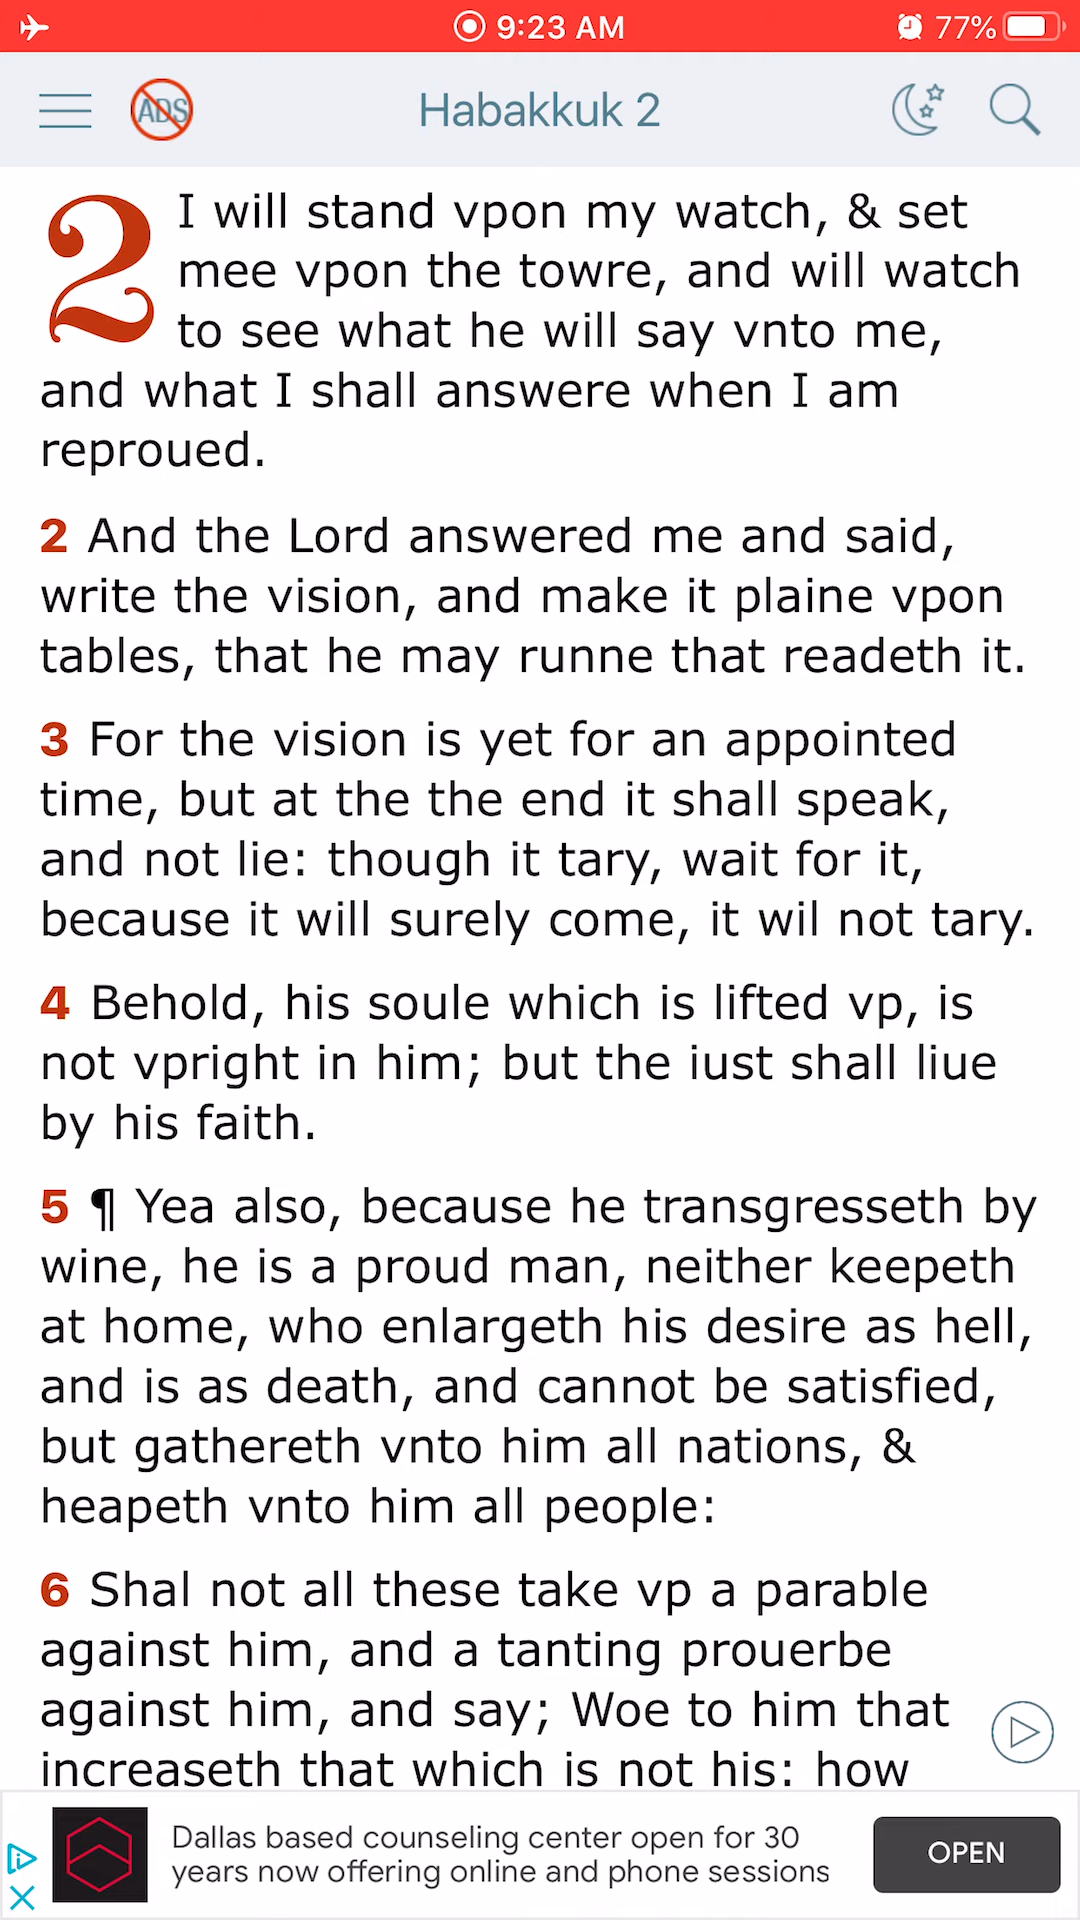 9:23 AM
77%
ADS
Habakkuk 2
2 I will stand vpon my watch, & set
mee vpon the towre, and will watch
to see what he will say vnto me,
and what I shall answere when I am
reproued.
2 And the Lord answered me and said,
write the vision, and make it plaine vpon
tables, that he may runne that readeth it.
3 For the vision is yet for an appointed
time, but at the the end it shall speak,
and not lie: though it tary, wait for it,
because it will surely come, it wil not tary.
4 Behold, his soule which is lifted vp, is
not vpright in him; but the iust shall liue
by his faith.
5 ¶ Yea also, because he transgresseth by
wine, he is a proud man, neither keepeth
at home, who enlargeth his desire as hell,
and is as death, and cannot be satisfied,
but gathereth vnto him all nations, &
heapeth vnto him all people:
6 Shal not all these take vp a parable
against him, and a tanting prouerbe
against him, and say; Woe to him that
increaseth that which is not his: how
Dallas based counseling center open for 30
years now offering online and phone sessions
OPEN